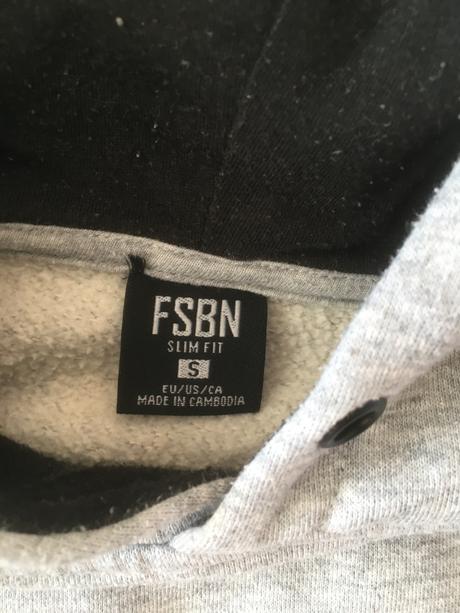 FSBN
SLIM FIT
S
EU/US/CA
MADE IN CAMBODIA